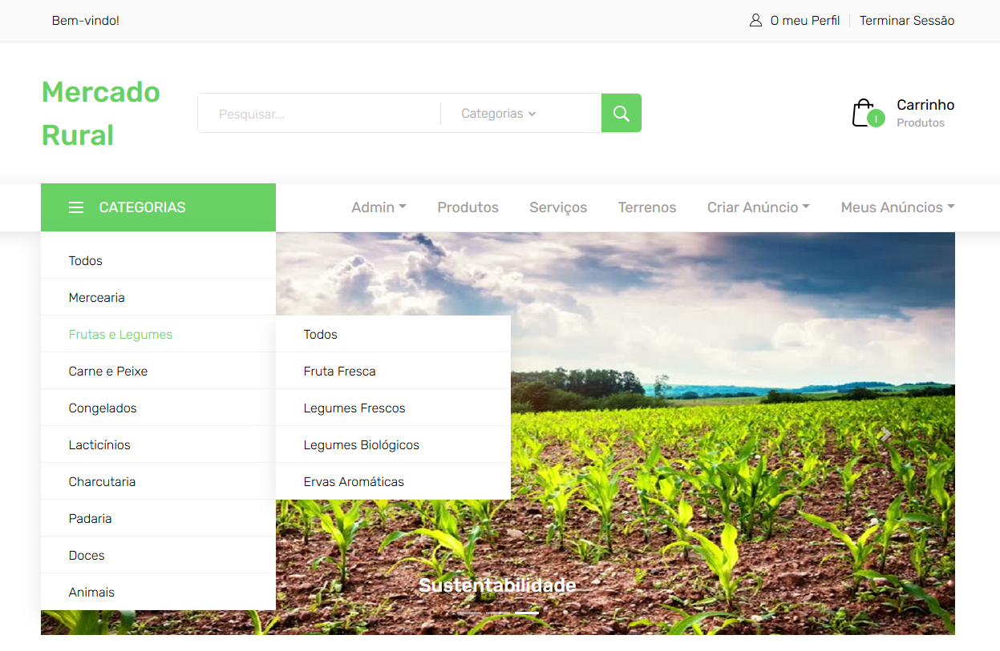 Bem-vindo!
O meu Perfil
Terminar Sessão
Mercado
Rural
Pesquisar...
Categorias
!
Carrinho
Produtos
CATEGORIAS
Admin
Produtos
Serviços
Terrenos
Criar Anúncio
Meus Anúncios
Todos
Mercearia
Frutas e Legumes
Carne e Peixe
Congelados
Lacticínios
Charcutaria
Padaria
Doces
Animais
Todos
Fruta Fresca
Legumes Frescos
Legumes Biológicos
Ervas Aromáticas
Sustentabilidade